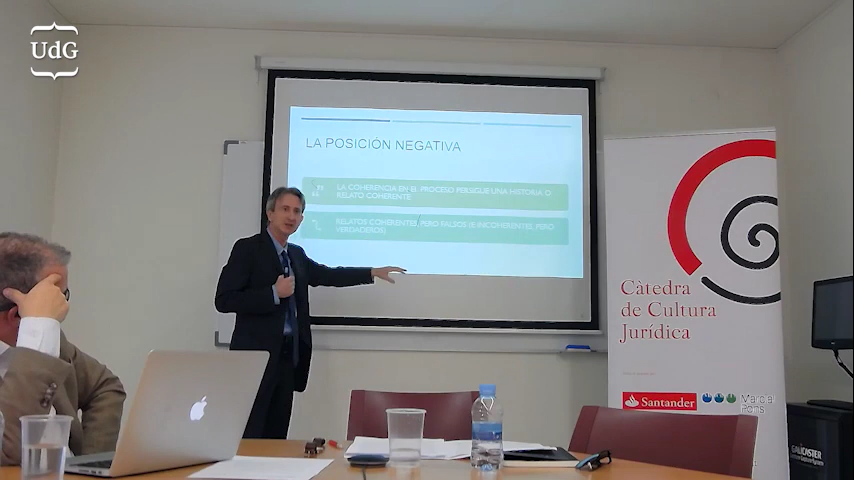 UdG
LA POSICIÓN NEGATIVA
LA COHERENCIA EN EL PROCESO PERSIGUE UNA HISTORIA O
RELATO COHERENTE
RELATOS COHERENTES, PERO FALSOS (E INCOHERENTES, PERO
VERDADEROS)
Càtedra
de Cultura
Jurídica
Santander
Marcial
Pons
GALICASTER